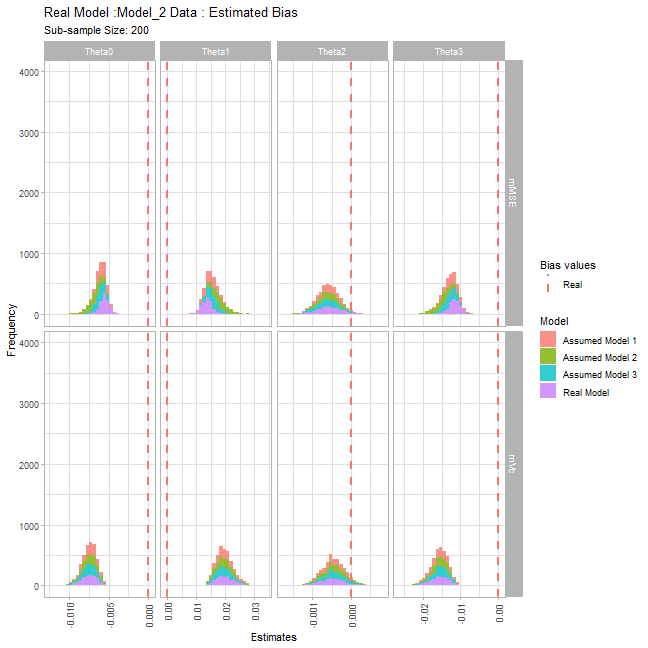 Real Model :Model_2 Data : Estimated Bias
Sub-sample Size: 200
Theta0 Theta1 Theta2 Theta3
4000
3000
2000
1000
0
mMSE
4000
3000
2000
1000
0
mVc
Frequency
-0.010 -0.005 0.000 0.00 0.01 0.02 0.03 -0.001 0.000 -0.02 -0.01 0.00
Estimates
Bias values
Real
Model
Assumed Model 1
Assumed Model 2
Assumed Model 3
Real Model